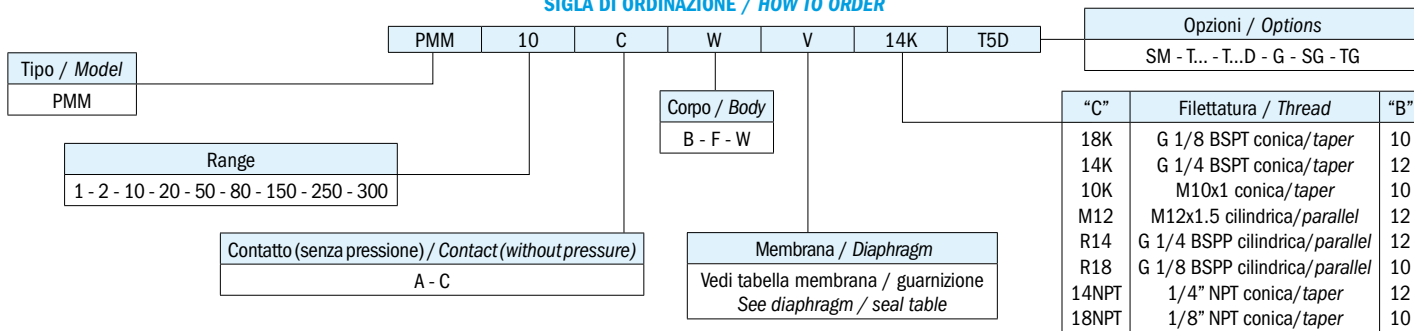 SIGLA DI ORDINAZIONE / HOW TO ORDER
PMM 10 C W V 14K T5D
Opzioni / Options
SM - T... - T...D - G - SG - TG
Tipo / Model
PMM
Corpo / Body
B - F - W
Range
1 - 2 - 10 - 20 - 50 - 80 - 150 - 250 - 300
Contatto (senza pressione) / Contact (without pressure)
A - C
Membrana / Diaphragm
Vedi tabella membrana / guarnizione
See diaphragm / seal table
“C” Filettatura / Thread “B”
18K G 1/8 BSPT conica/taper 10
14K G 1/4 BSPT conica/taper 12
10K M10x1 conica/taper 10
M12 M12x1.5 cilindrica/parallel 12
R14 G 1/4 BSPP cilindrica/parallel 12
R18 G 1/8 BSPP cilindrica/parallel 10
14NPT 1/4” NPT conica/taper 12
18NPT 1/8” NPT conica/taper 10